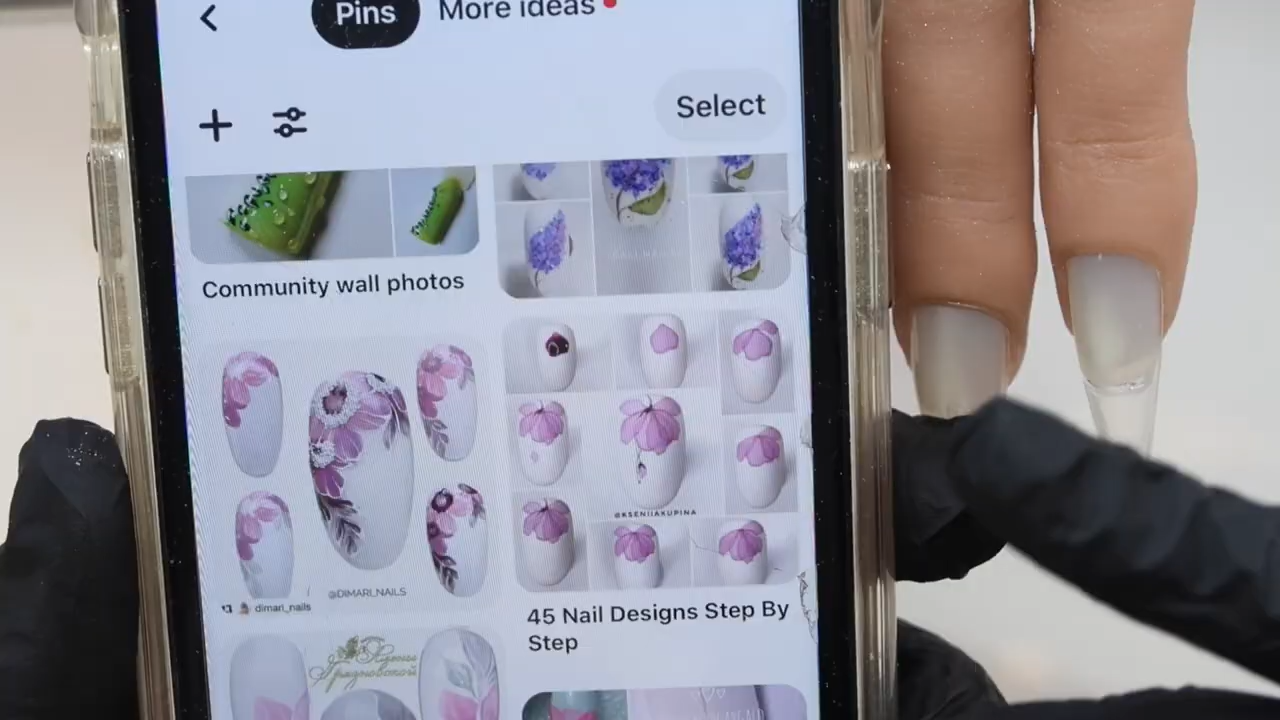 Pins
More ideas
Select
Community wall photos
@KSENIIAKUPINA
@DIMARI_NAILS
dimari_nails
45 Nail Designs Step By
Step